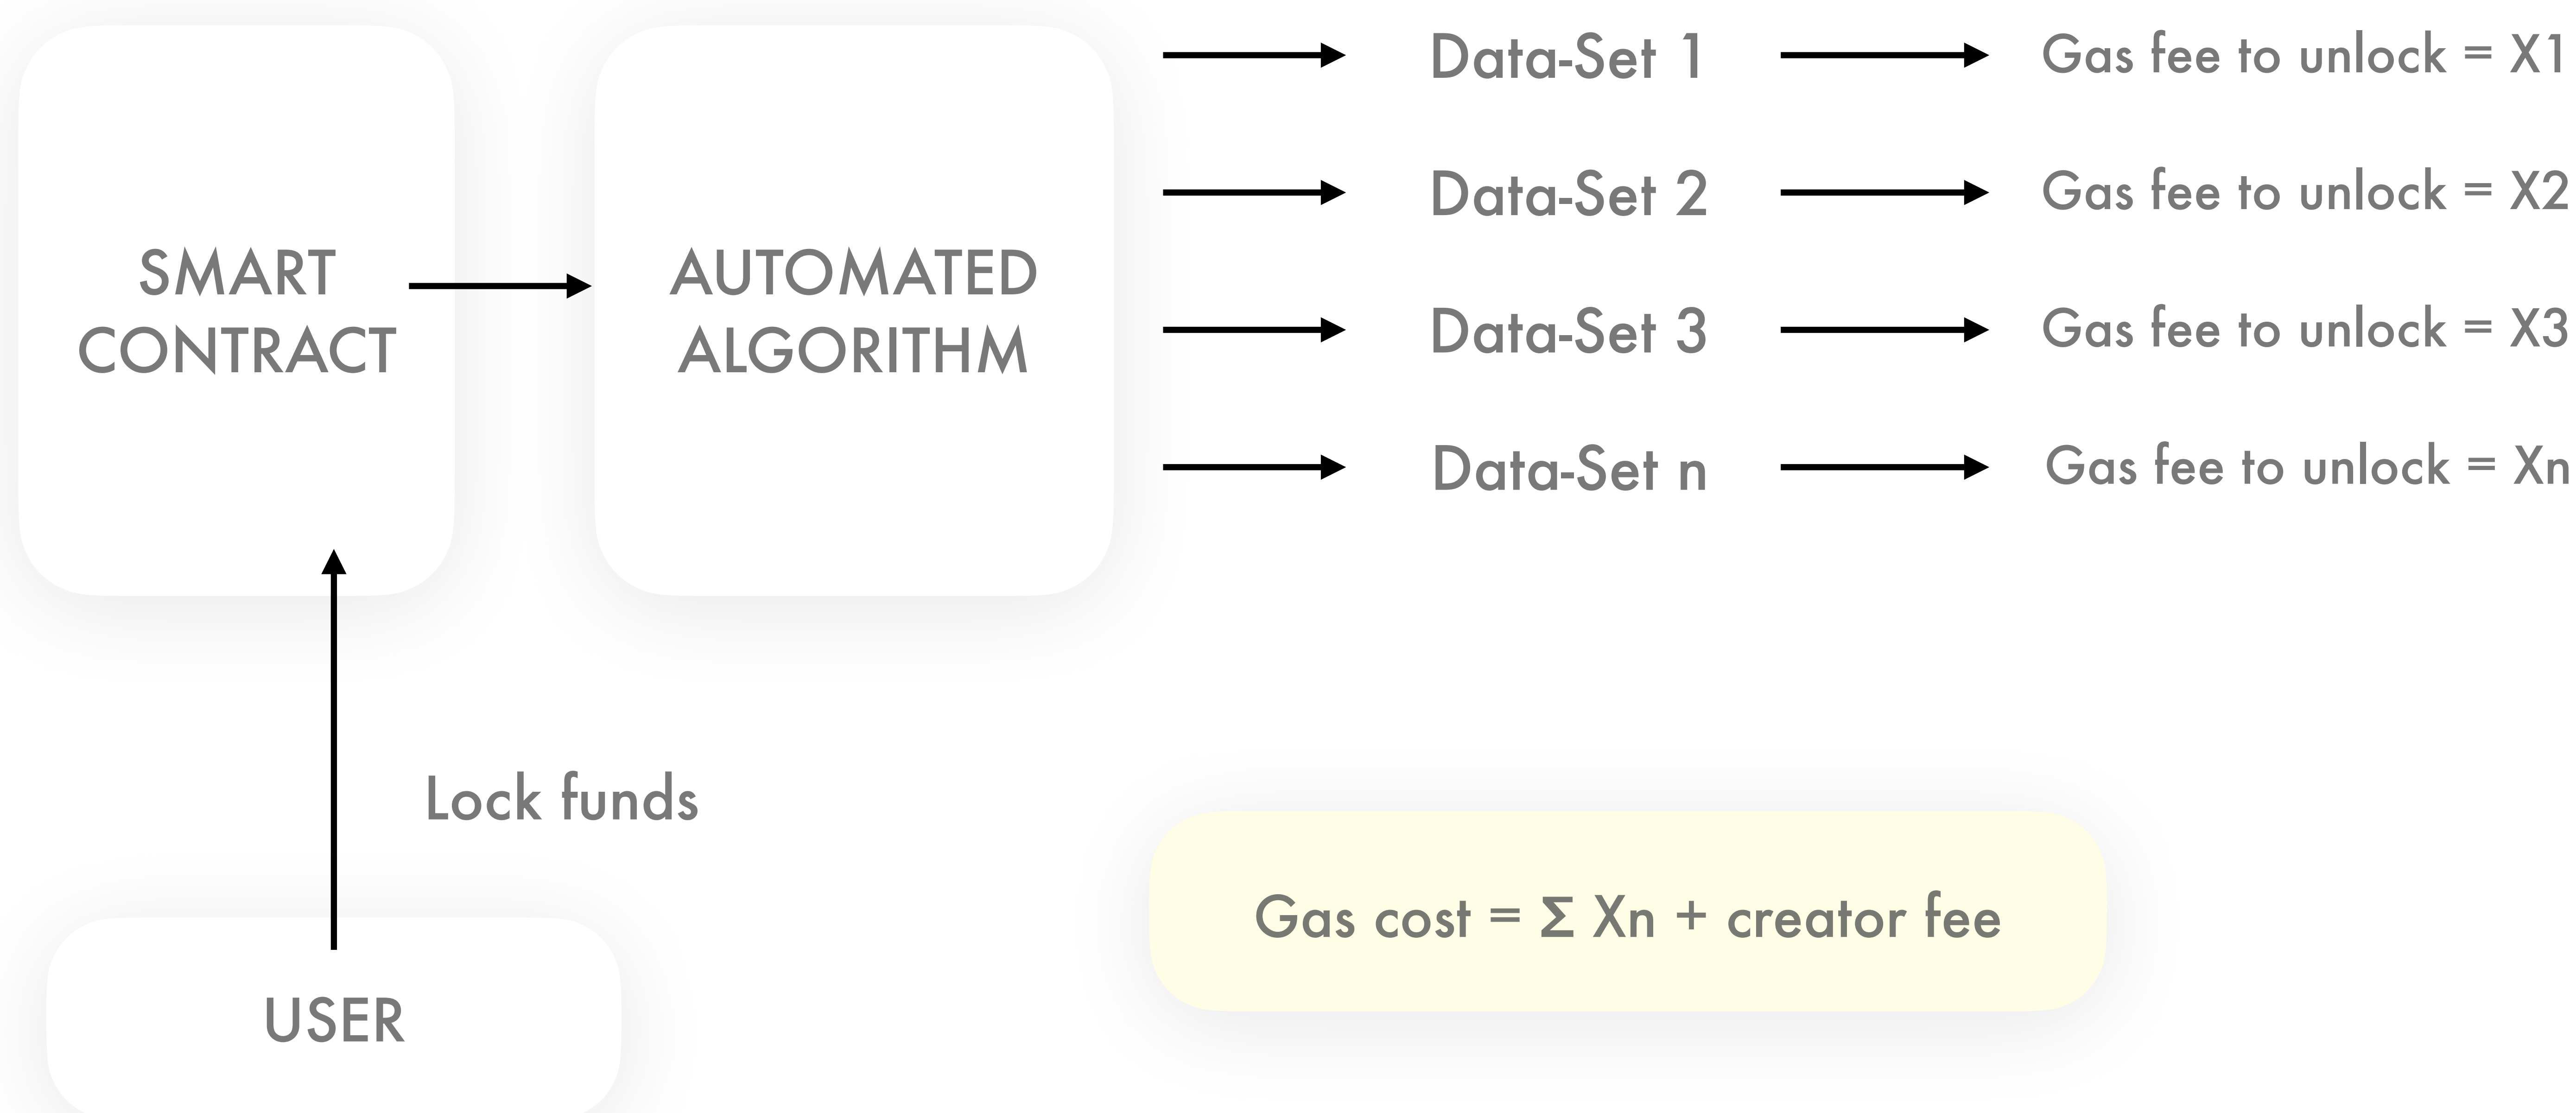 SMART
CONTRACT
AUTOMATED
ALGORITHM
Data-Set 1
Gas fee to unlock = X1
Data-Set 2
Gas fee to unlock = X2
Data-Set 3
Gas fee to unlock = X3
Data-Set n
Gas fee to unlock = Xn
Lock funds
Gas cost = Σ Xn + creator fee
USER